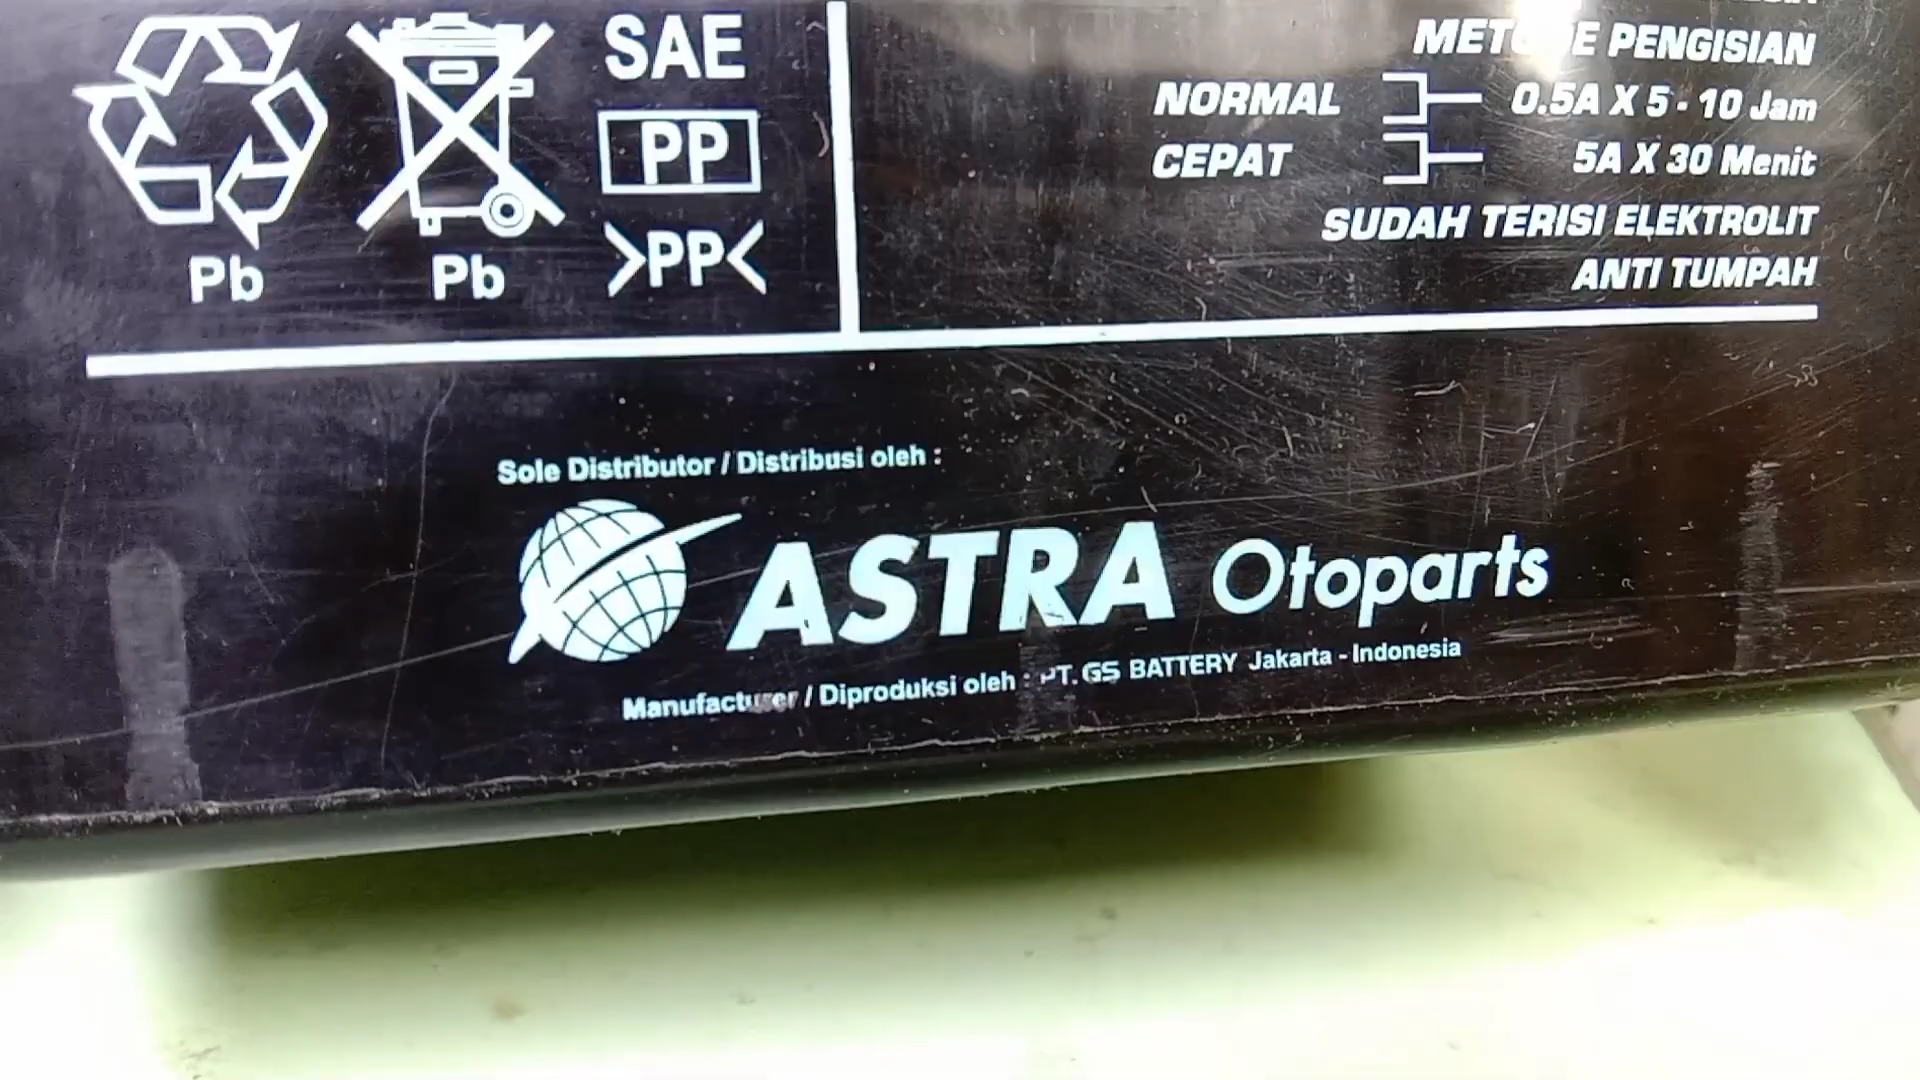 Pb
Pb
SAE
PP
>PP<
PENGISIAN
NORMAL 0.5A X 5 - 10 Jam
CEPAT 5A X 30 Menit
SUDAH TERISI ELEKTROLIT
ANTI TUMPAH
Sole Distributor / Distribusi oleh :
ASTRA Otoparts
Manufacturer / Diproduksi oleh : PT. GS BATTERY Jakarta - Indonesia